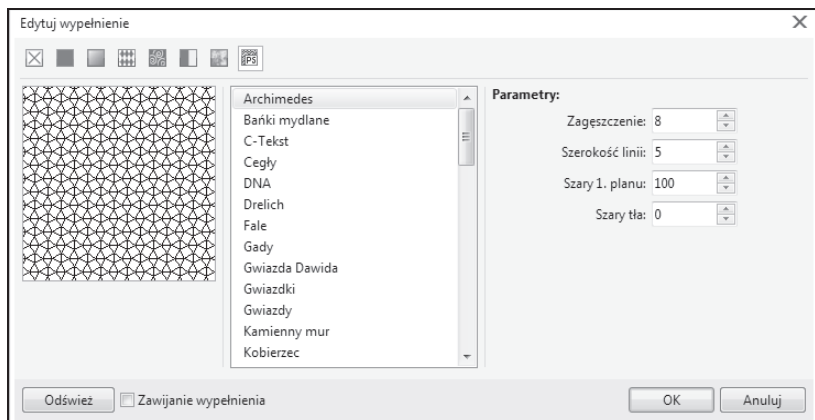 Edytuj wypełnienie
PS
Archimedes
Bańki mydlane
C-Tekst
Cegły
DNA
Drelich
Fale
Gady
Gwiazda Dawida
Gwiazdki
Gwiazdy
Kamienny mur
Kobierzec
Parametry:
Zagęszczenie: 8
Szerokość linii: 5
Szary 1. planu: 100
Szary tła: 0
Odśwież
Zawijanie wypełnienia
OK
Anuluj